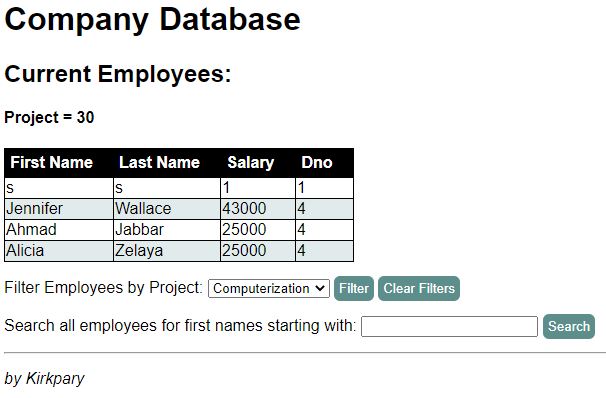 Company Database
Current Employees:
Project = 30
First Name Last Name Salary Dno
s s 1 1
Jennifer Wallace 43000 4
Ahmad Jabbar 25000 4
Alicia Zelaya 25000 4
Filter Employees by Project: Computerization Filter Clear Filters
Search all employees for first names starting with: Search
by Kirkpary